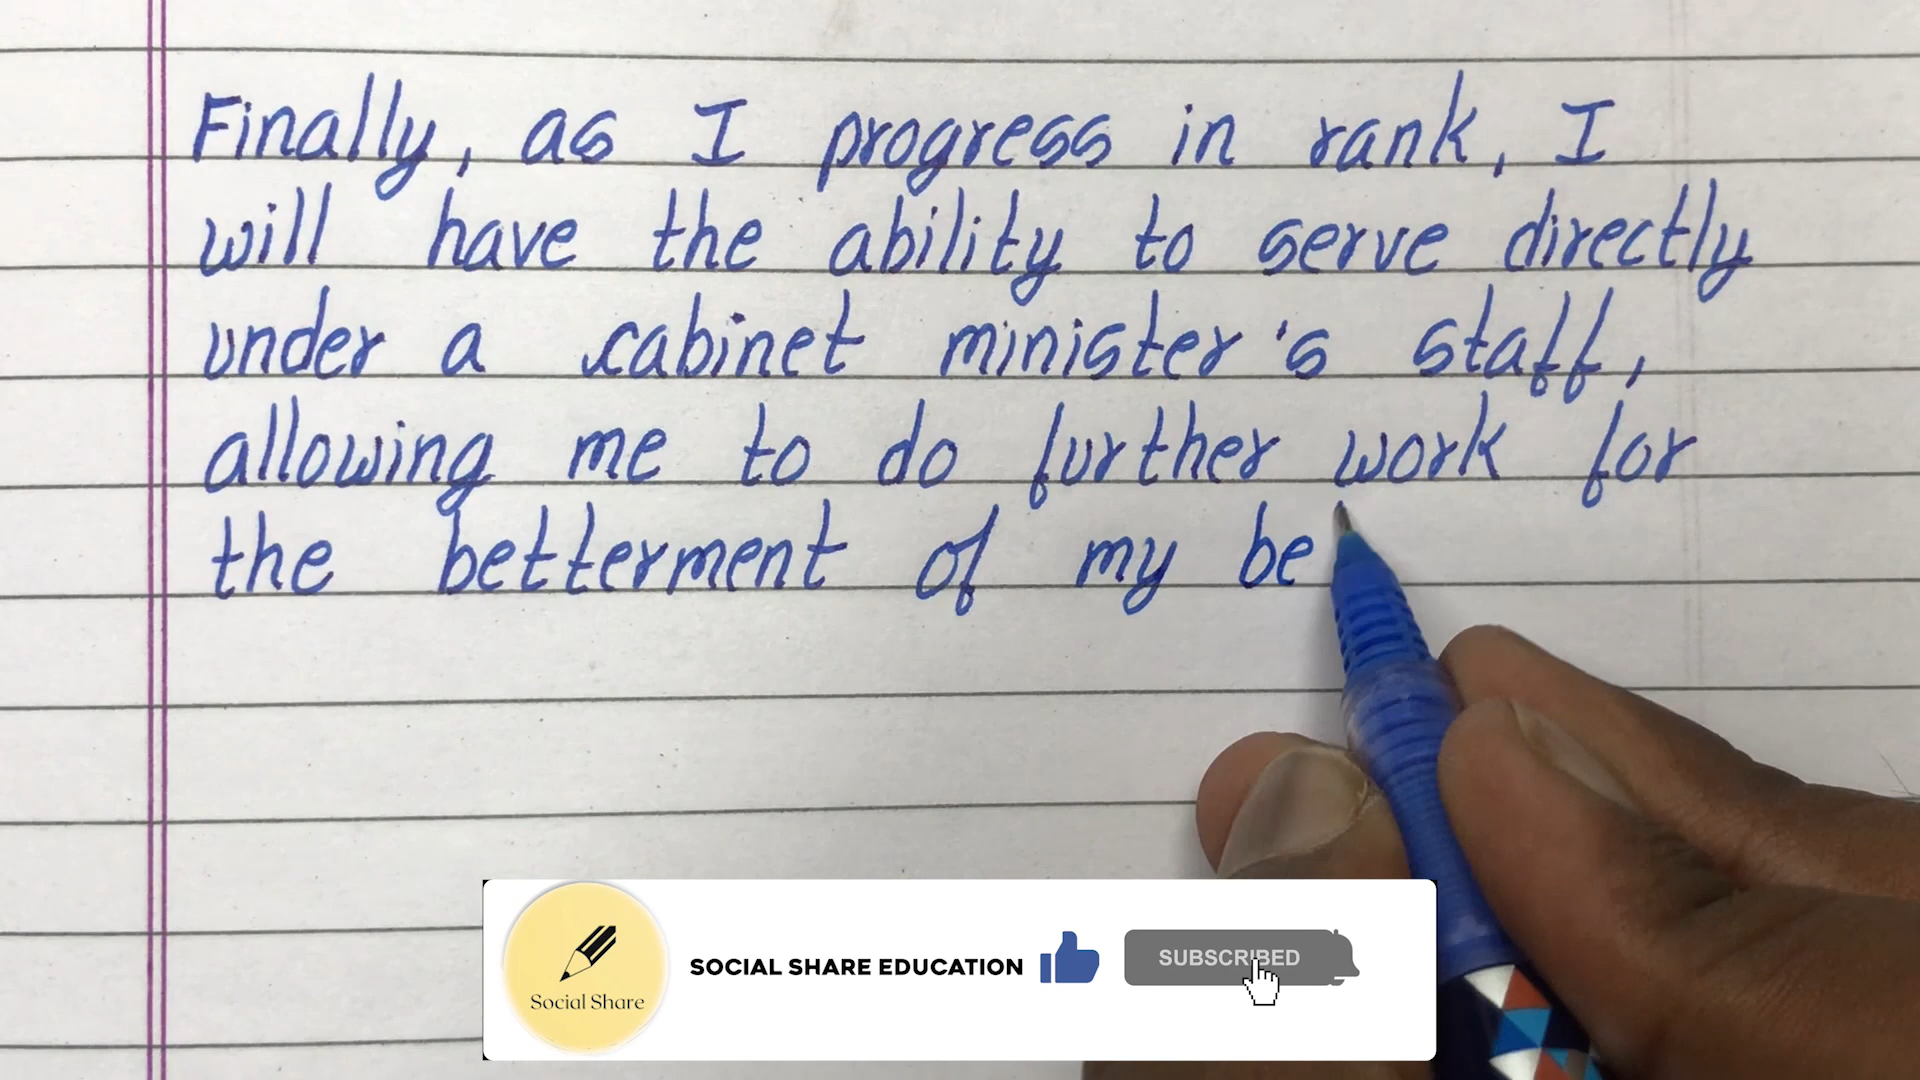 Finally, as I progress in rank, I
will have the ability to serve directly
under a cabinet minister's staff,
allowing me to do further work for
the betterment of my be
Social Share
SOCIAL SHARE EDUCATION
SUBSCRIBED